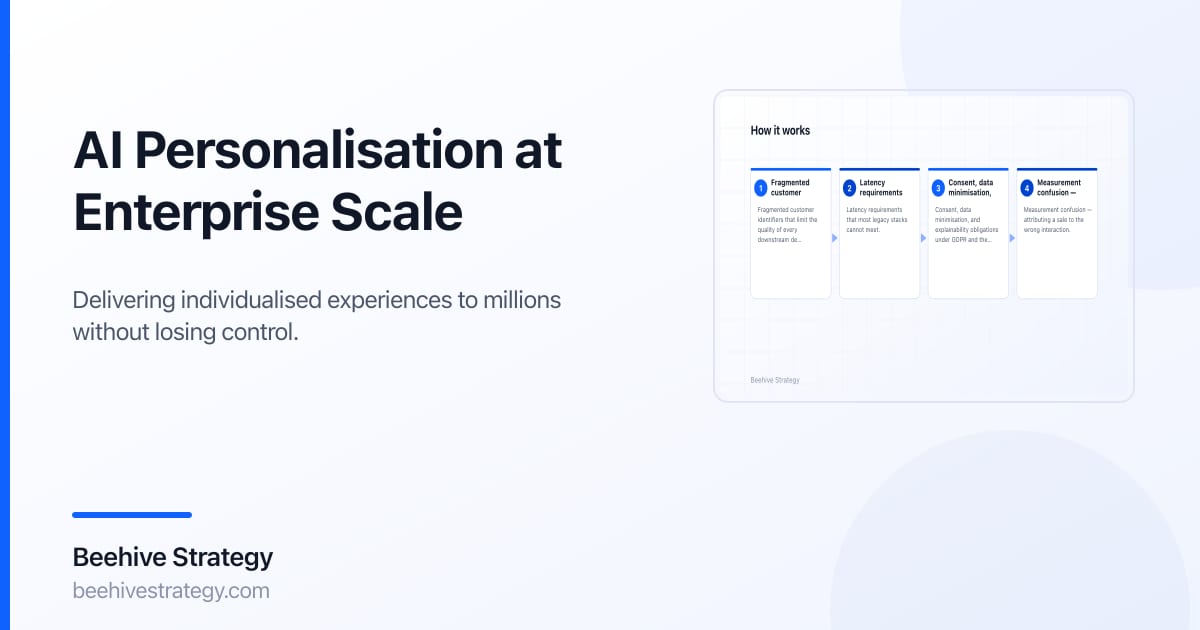 AI Personalisation at
Enterprise Scale
Delivering individualised experiences to millions
without losing control.
Beehive Strategy
beehivestrategy.com
How it works
1
Fragmented
customer
Fragmented customer
identifiers that limit the
quality of every
downstream de...
2
Latency
requirements
Latency requirements
that most legacy stacks
cannot meet.
3
Consent, data
minimisation,
Consent, data
minimisation, and
explainability obligations
under GDPR and the...
4
Measurement
confusion —
Measurement confusion —
attributing a sale to the
wrong interaction.
Beehive Strategy